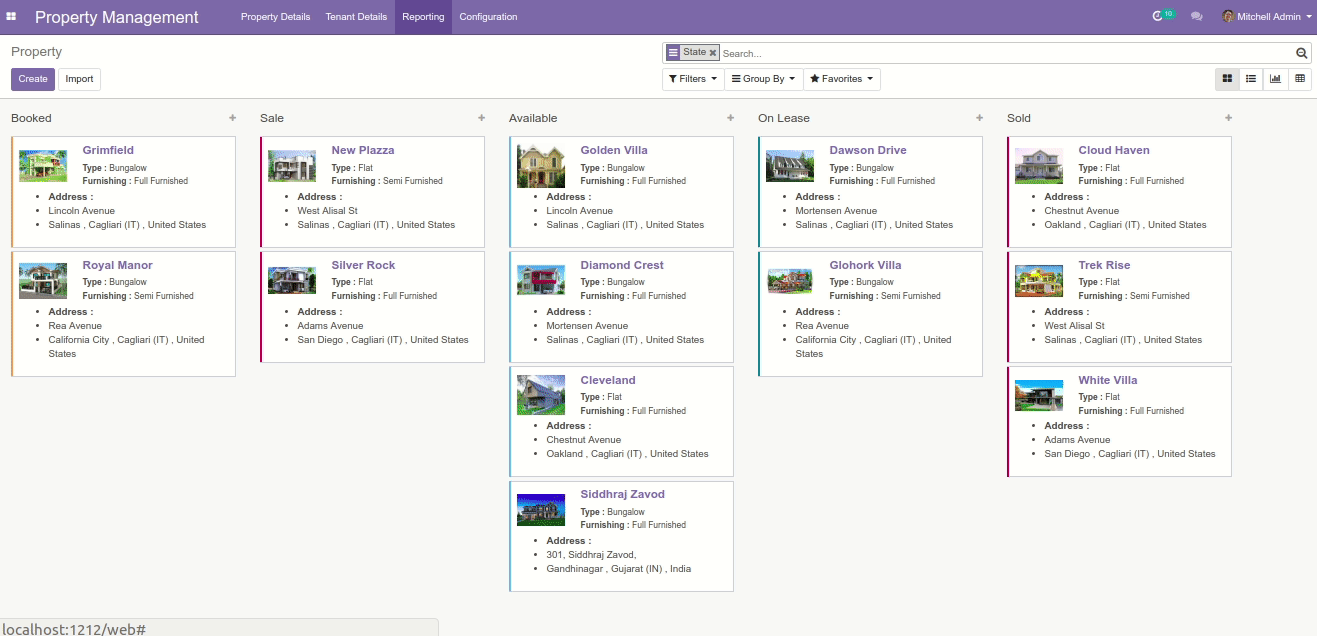 Property Management
Property Details
Tenant Details
Reporting
Configuration
10
Mitchell Admin
Property
State
Search...
Create
Import
Filters
Group By
Favorites
Booked
Grimfield
Type : Bungalow
Furnishing : Full Furnished
Address :
Lincoln Avenue
Salinas , Cagliari (IT) , United States
Royal Manor
Type : Bungalow
Furnishing : Semi Furnished
Address :
Rea Avenue
California City , Cagliari (IT) , United
States
Sale
New Plazza
Type : Flat
Furnishing : Semi Furnished
Address :
West Alisal St
Salinas , Cagliari (IT) , United States
Silver Rock
Type : Flat
Furnishing : Full Furnished
Address :
Adams Avenue
San Diego , Cagliari (IT) , United States
Available
Golden Villa
Type : Bungalow
Furnishing : Full Furnished
Address :
Lincoln Avenue
Salinas , Cagliari (IT) , United States
Diamond Crest
Type : Bungalow
Furnishing : Full Furnished
Address :
Mortensen Avenue
Salinas , Cagliari (IT) , United States
Cleveland
Type : Flat
Furnishing : Full Furnished
Address :
Chestnut Avenue
Oakland , Cagliari (IT) , United States
Siddhraj Zavod
Type : Bungalow
Furnishing : Full Furnished
Address :
301, Siddhraj Zavod,
Gandhinagar , Gujarat (IN) , India
On Lease
Dawson Drive
Type : Bungalow
Furnishing : Full Furnished
Address :
Mortensen Avenue
Salinas , Cagliari (IT) , United States
Glohork Villa
Type : Bungalow
Furnishing : Semi Furnished
Address :
Rea Avenue
California City , Cagliari (IT) , United
States
Sold
Cloud Haven
Type : Flat
Furnishing : Full Furnished
Address :
Chestnut Avenue
Oakland , Cagliari (IT) , United States
Trek Rise
Type : Flat
Furnishing : Semi Furnished
Address :
West Alisal St
Salinas , Cagliari (IT) , United States
White Villa
Type : Flat
Furnishing : Full Furnished
Address :
Adams Avenue
San Diego , Cagliari (IT) , United States
localhost:1212/web#